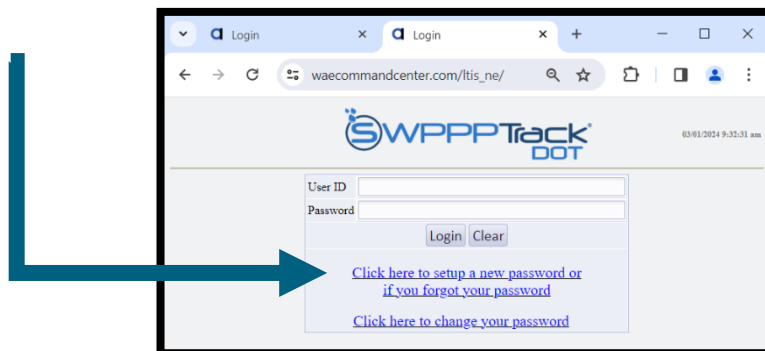 Login
Login
waecommandcenter.com/ltis_ne/
SWPPPTrack
DOT
03/01/2024 9:32:31 am
User ID
Password
Login Clear
Click here to setup a new password or
if you forgot your password
Click here to change your password